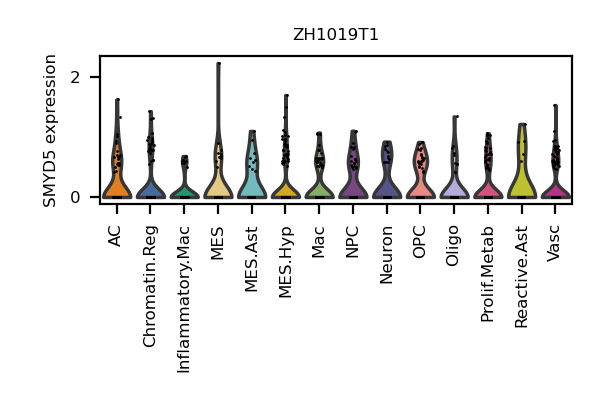 ZH1019T1
SMYD5 expression
2
0
AC
Chromatin.Reg
Inflammatory.Mac
MES
MES.Ast
MES.Hyp
Mac
NPC
Neuron
OPC
Oligo
Prolif.Metab
Reactive.Ast
Vasc